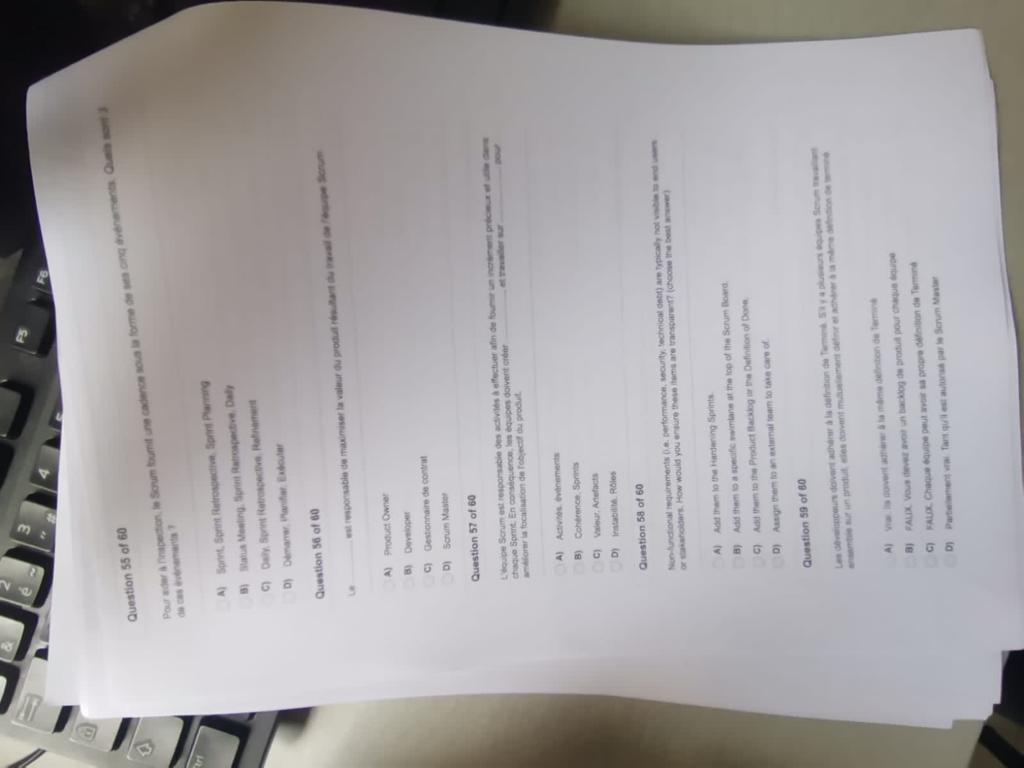 &
2
é ~
3
" #
4
F5
F6
Ctrl
Question 55 of 60
Pour aider à l'inspection, le Scrum fournit une cadence sous la forme de ses cinq événements. Quels sont 3
de ces événements ?
A) Sprint, Sprint Retrospective, Sprint Planning
B) Status Meeting, Sprint Retrospective, Daily
C) Daily, Sprint Retrospective, Refinement
D) Démarrer, Planifier, Exécuter
Question 56 of 60
Le ............ est responsable de maximiser la valeur du produit résultant du travail de l'équipe Scrum
A) Product Owner
B) Developer
C) Gestionnaire de contrat
D) Scrum Master
Question 57 of 60
L'équipe Scrum est responsable des activités à effectuer afin de fournir un incrément précieux et utile dans
chaque Sprint. En conséquence, les équipes doivent créer ............ et travailler sur ............ pour
améliorer la focalisation de l'objectif du produit.
A) Activités, événements
B) Cohérence, Sprints
C) Valeur, Artefacts
D) Instabilité, Rôles
Question 58 of 60
Non-functional requirements (i.e. performance, security, technical debt) are typically not visible to end users
or stakeholders. How would you ensure these items are transparent? (choose the best answer)
A) Add them to the Hardening Sprints.
B) Add them to a specific swimlane at the top of the Scrum Board.
C) Add them to the Product Backlog or the Definition of Done.
D) Assign them to an external team to take care of.
Question 59 of 60
Les développeurs doivent adhérer à la définition de Terminé. S'il y a plusieurs équipes Scrum travaillant
ensemble sur un produit, elles doivent mutuellement définir et adhérer à la même définition de terminé
A) Vrai. Ils doivent adhérer à la même définition de Terminé
B) FAUX. Vous devez avoir un backlog de produit pour chaque équipe
C) FAUX. Chaque équipe peut avoir sa propre définition de Terminé
D) Partiellement vrai. Tant qu'il est autorisé par le Scrum Master